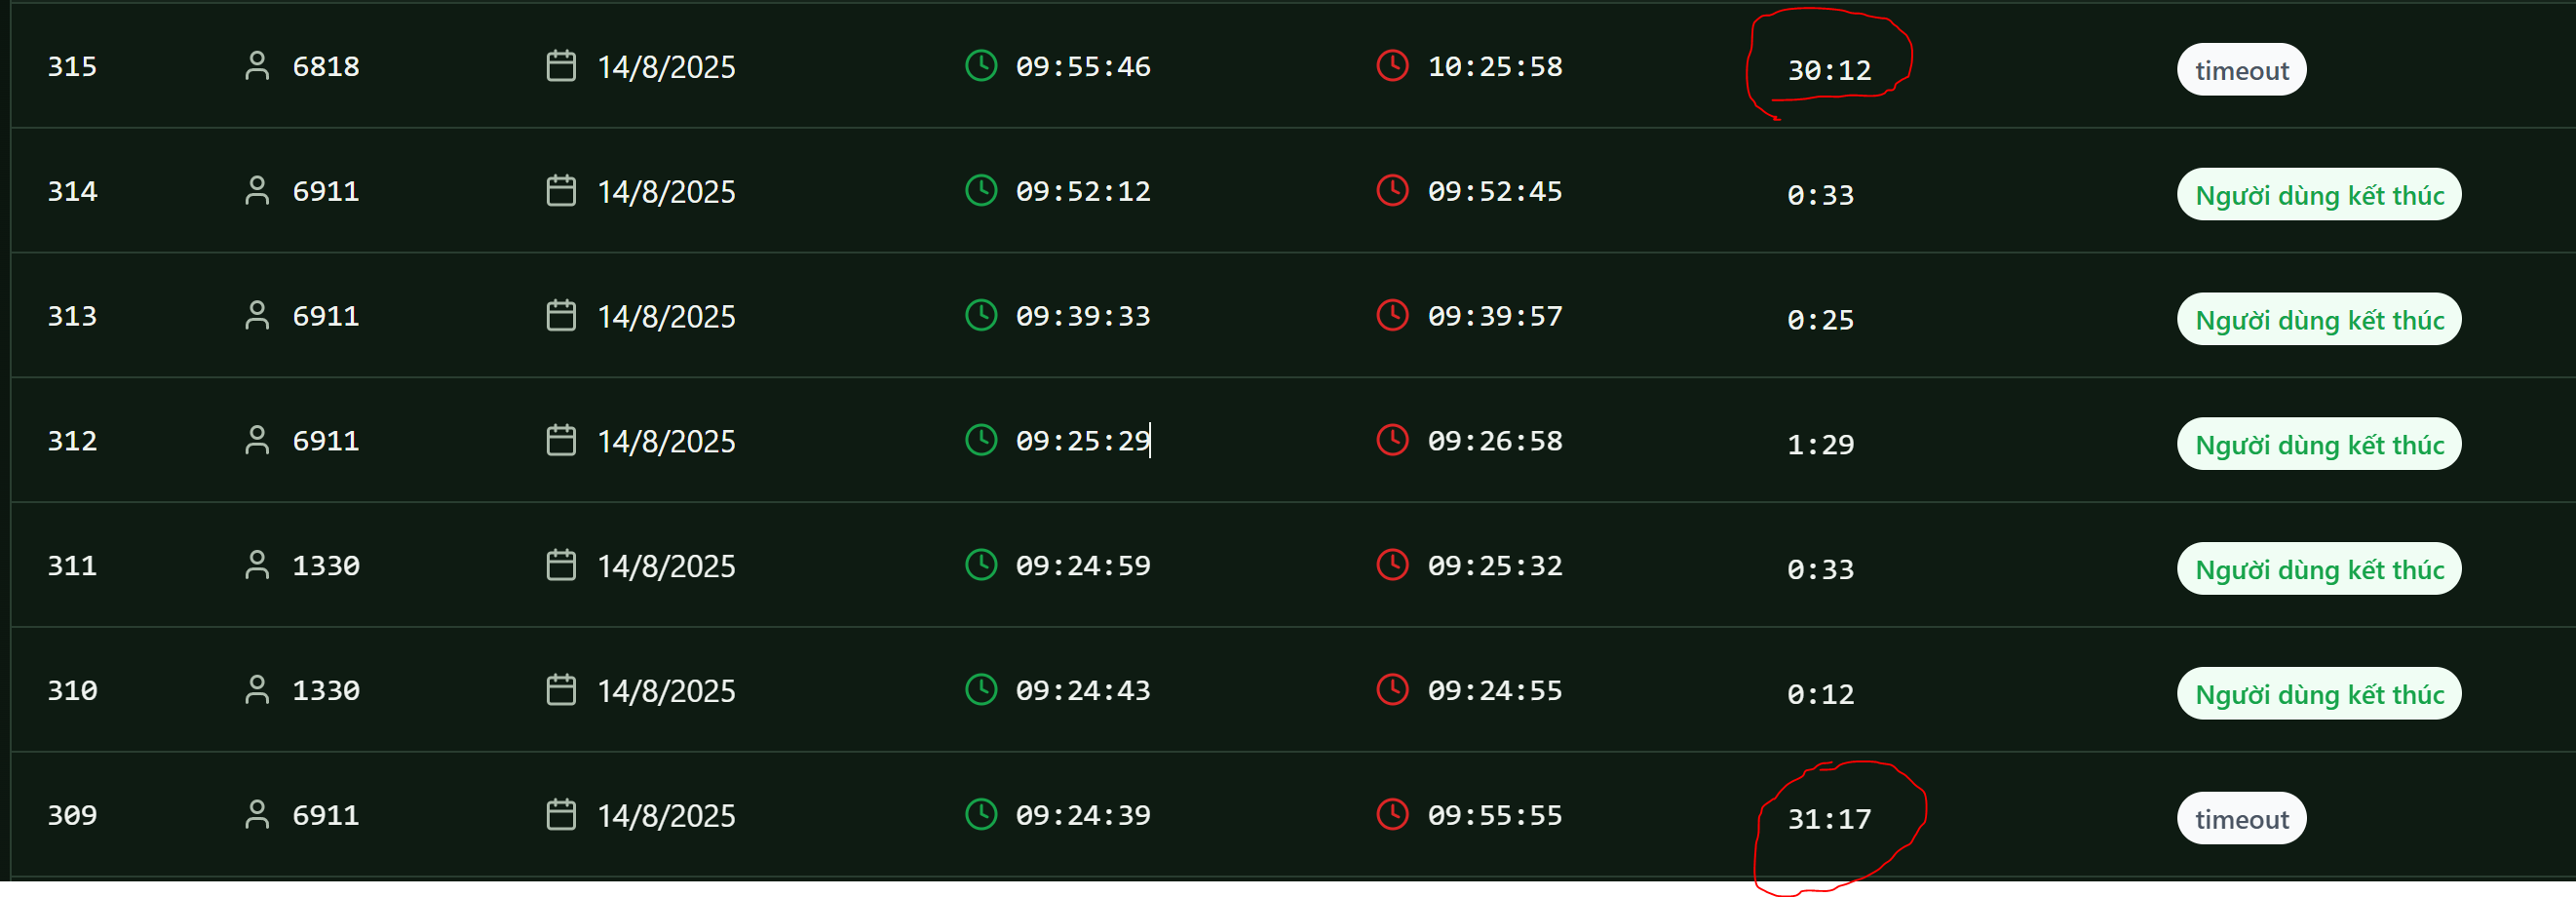 315 6818 14/8/2025 09:55:46 10:25:58 30:12 timeout
314 6911 14/8/2025 09:52:12 09:52:45 0:33 Người dùng kết thúc
313 6911 14/8/2025 09:39:33 09:39:57 0:25 Người dùng kết thúc
312 6911 14/8/2025 09:25:29 09:26:58 1:29 Người dùng kết thúc
311 1330 14/8/2025 09:24:59 09:25:32 0:33 Người dùng kết thúc
310 1330 14/8/2025 09:24:43 09:24:55 0:12 Người dùng kết thúc
309 6911 14/8/2025 09:24:39 09:55:55 31:17 timeout